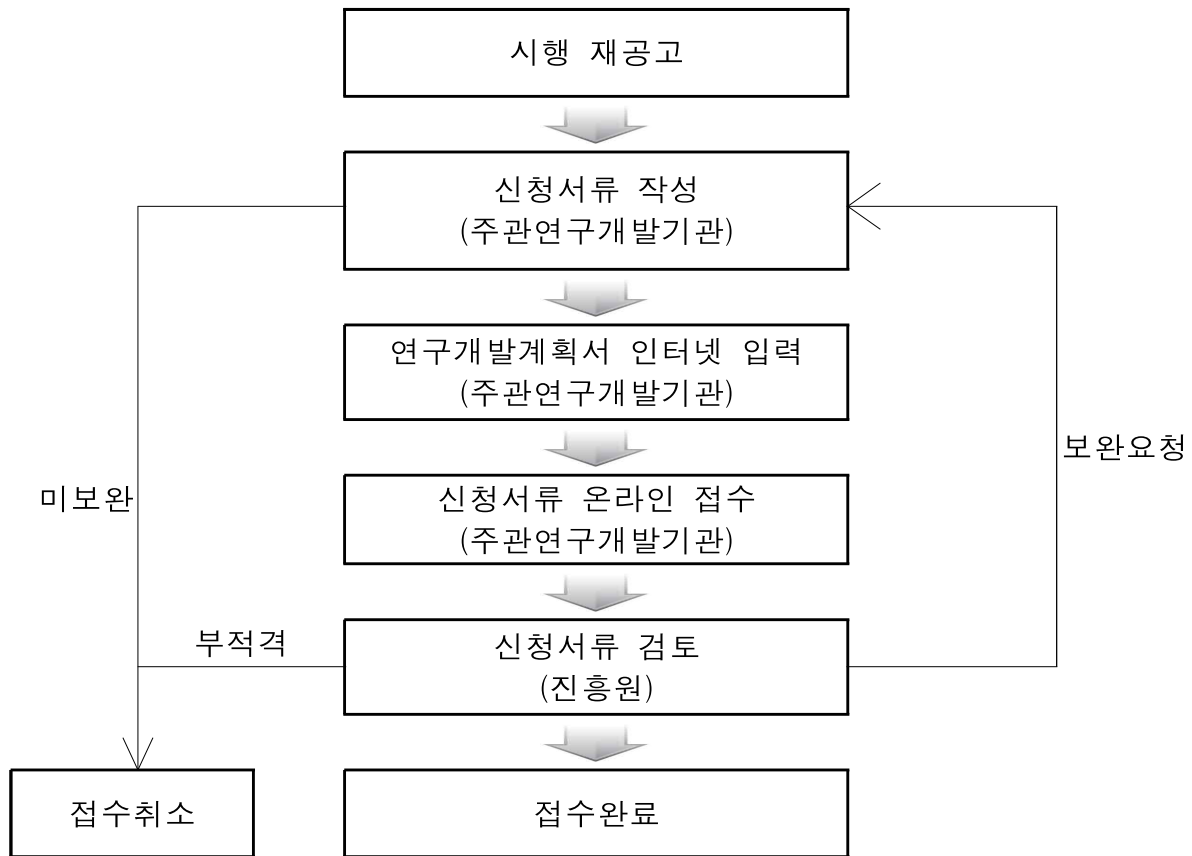 시행 재공고
신청서류 작성
(주관연구개발기관)
연구개발계획서 인터넷 입력
(주관연구개발기관)
보완요청
미보완
신청서류 온라인 접수
(주관연구개발기관)
부적격
신청서류 검토
(진흥원)
접수취소
접수완료